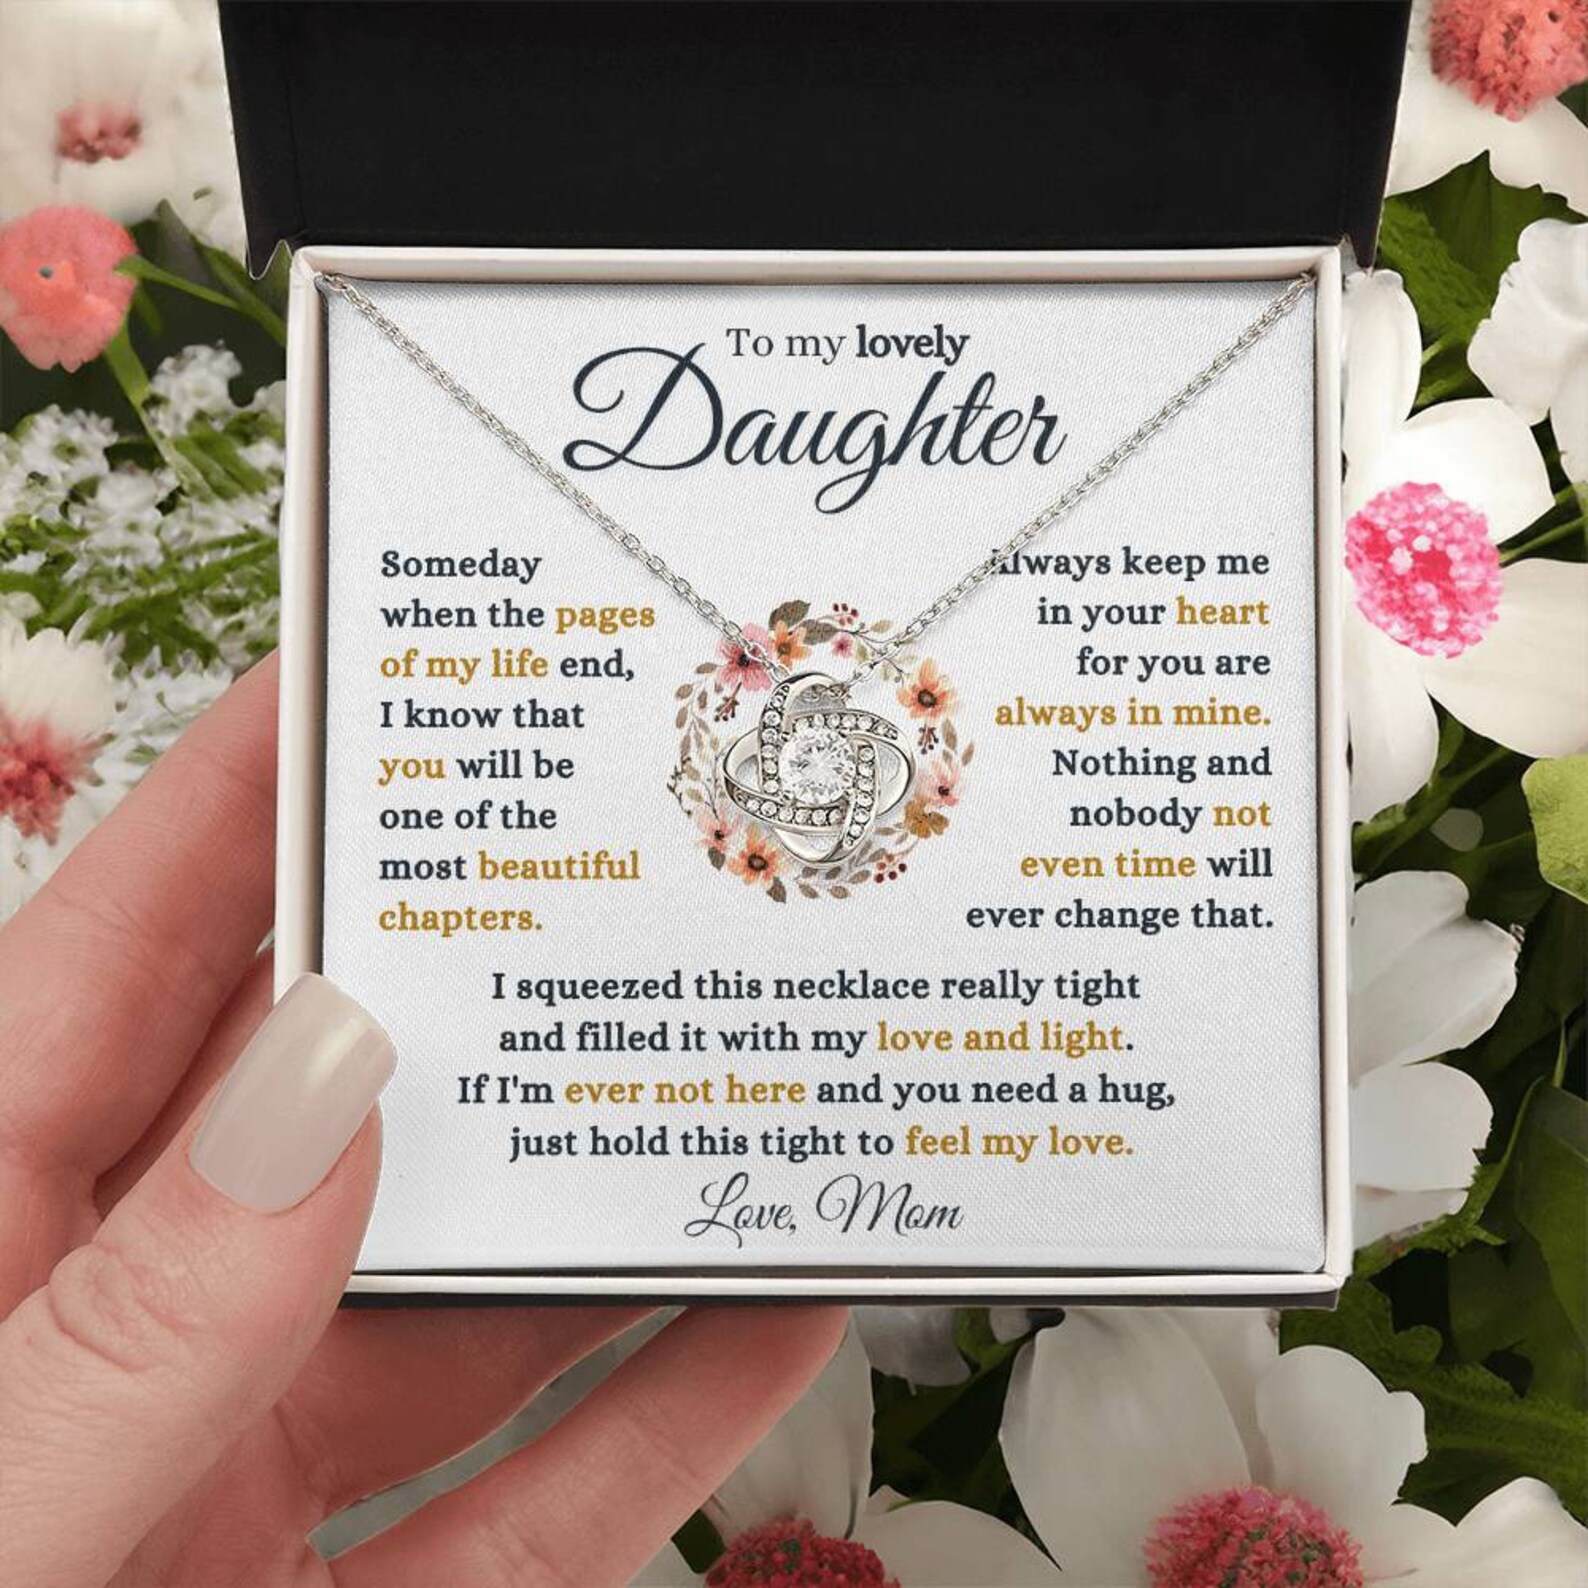 To my lovely
Daughter
Someday
when the pages
of my life end,
I know that
you will be
one of the
most beautiful
chapters.
Always keep me
in your heart
for you are
always in mine.
Nothing and
nobody not
even time will
ever change that.
I squeezed this necklace really tight
and filled it with my love and light.
If I'm ever not here and you need a hug,
just hold this tight to feel my love.
Love, Mom